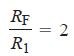 R_F/R_1 = 2